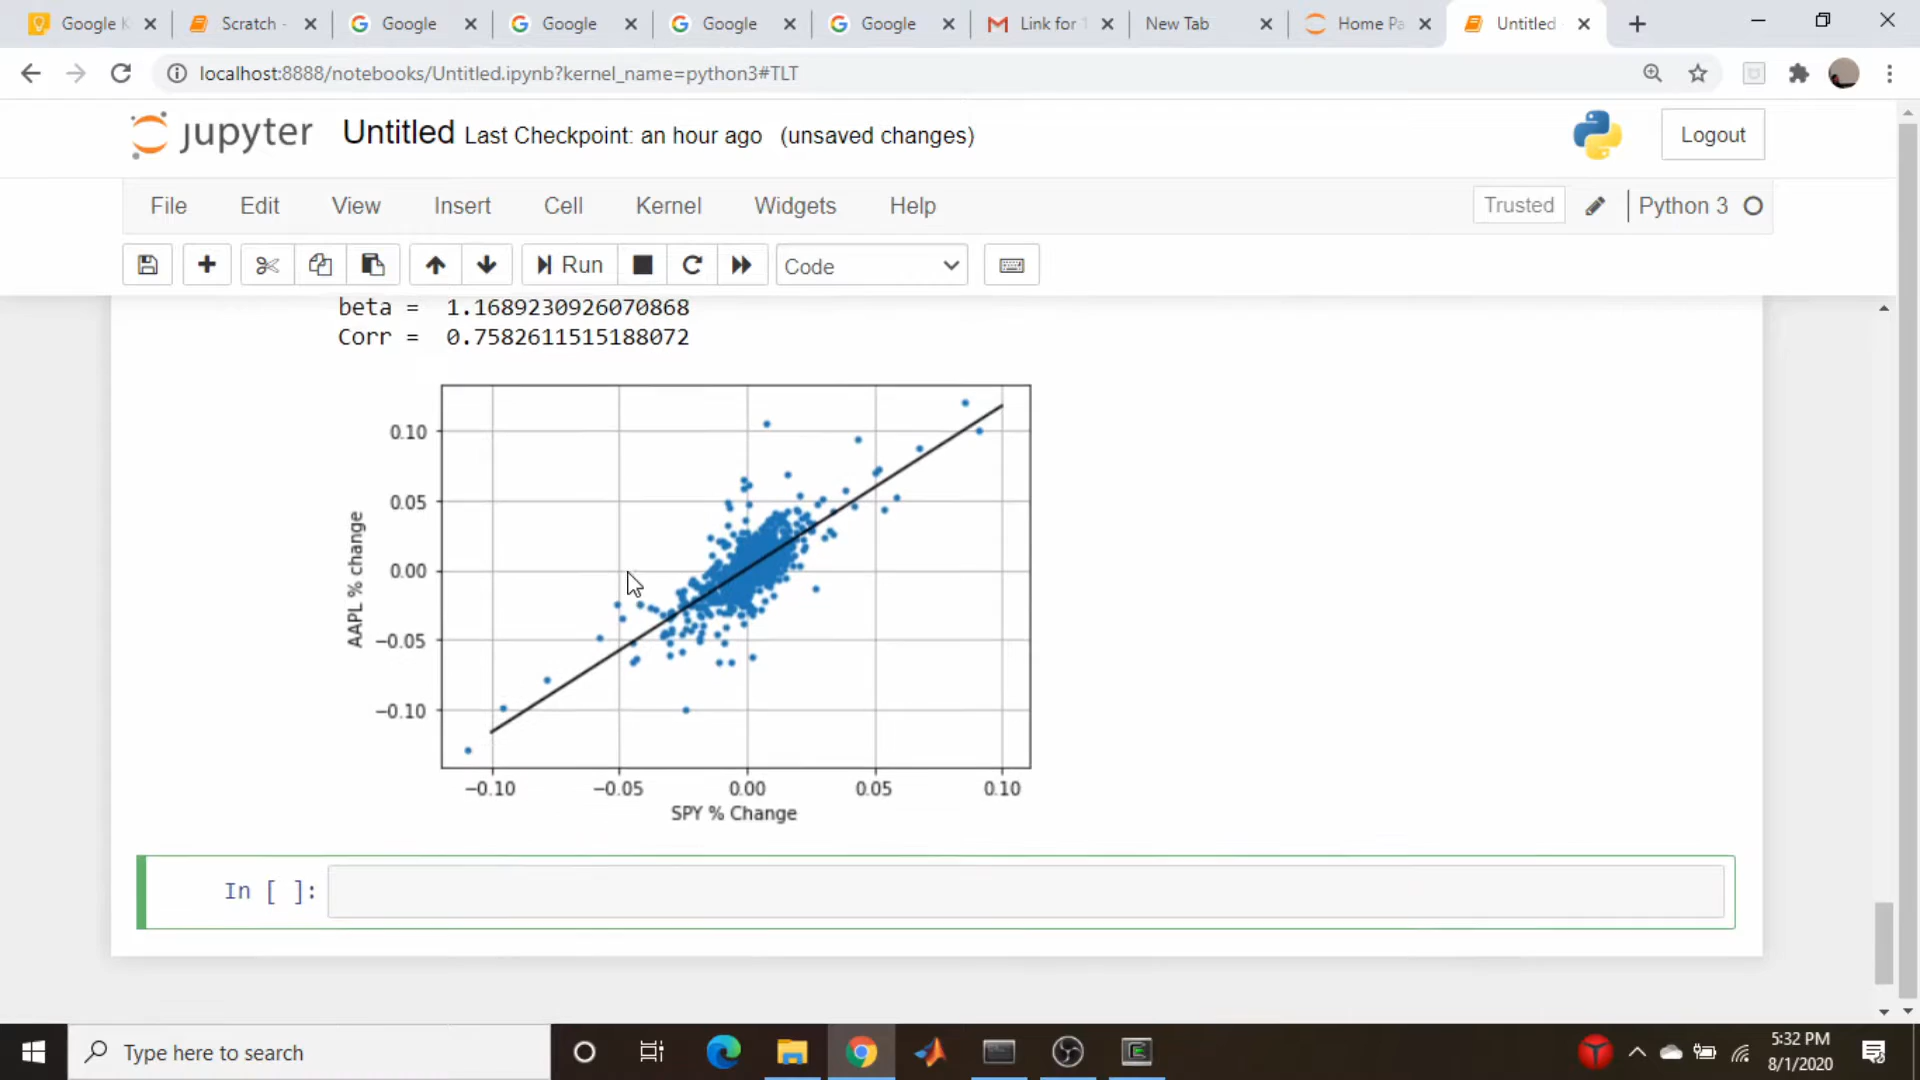 Google K
Scratch -
Google
Google
Google
Google
Link for
New Tab
Home Pa
Untitled
localhost:8888/notebooks/Untitled.ipynb?kernel_name=python3#TLT
jupyter Untitled Last Checkpoint: an hour ago (unsaved changes)
Logout
File Edit View Insert Cell Kernel Widgets Help
Trusted
Python 3
Run
Code
beta = 1.1689230926070868
Corr = 0.7582611515188072
0.10
0.05
0.00
−0.05
−0.10
AAPL % change
−0.10 −0.05 0.00 0.05 0.10
SPY % Change
In [ ]:
Type here to search
5:32 PM
8/1/2020